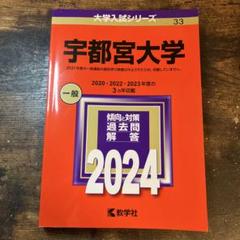 大学入試シリーズ
33
宇都宮大学
2020・2022・2023年度の
3カ年収載
一般
傾向と対策
過去問
解答
2024
教学社